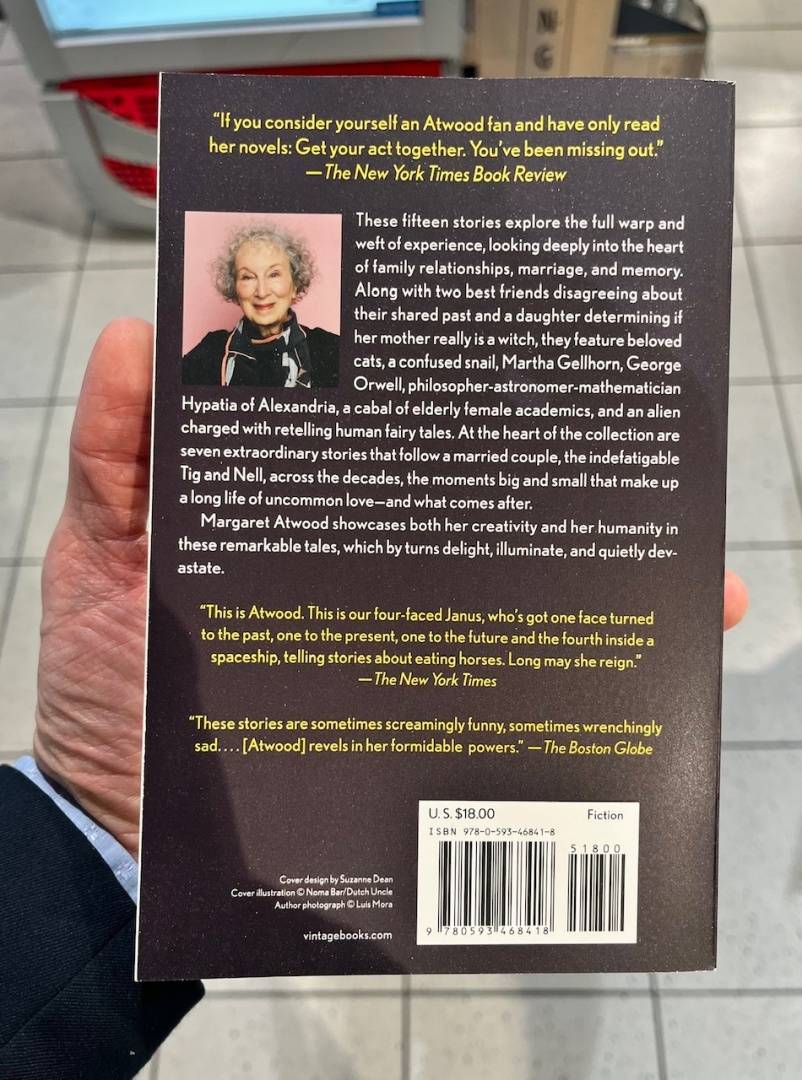 NG
"If you consider yourself an Atwood fan and have only read
her novels: Get your act together. You've been missing out."
—The New York Times Book Review
These fifteen stories explore the full warp and
weft of experience, looking deeply into the heart
of family relationships, marriage, and memory.
Along with two best friends disagreeing about
their shared past and a daughter determining if
her mother really is a witch, they feature beloved
cats, a confused snail, Martha Gellhorn, George
Orwell, philosopher-astronomer-mathematician
Hypatia of Alexandria, a cabal of elderly female academics, and an alien
charged with retelling human fairy tales. At the heart of the collection are
seven extraordinary stories that follow a married couple, the indefatigable
Tig and Nell, across the decades, the moments big and small that make up
a long life of uncommon love—and what comes after.
Margaret Atwood showcases both her creativity and her humanity in
these remarkable tales, which by turns delight, illuminate, and quietly dev-
astate.
"This is Atwood. This is our four-faced Janus, who's got one face turned
to the past, one to the present, one to the future and the fourth inside a
spaceship, telling stories about eating horses. Long may she reign."
—The New York Times
"These stories are sometimes screamingly funny, sometimes wrenchingly
sad.... [Atwood] revels in her formidable powers." —The Boston Globe
U.S. $18.00 Fiction
ISBN 978-0-593-46841-8
51800
9 780593 468418
Cover design by Suzanne Dean
Cover illustration © Noma Bar/Dutch Uncle
Author photograph © Luis Mora
vintagebooks.com